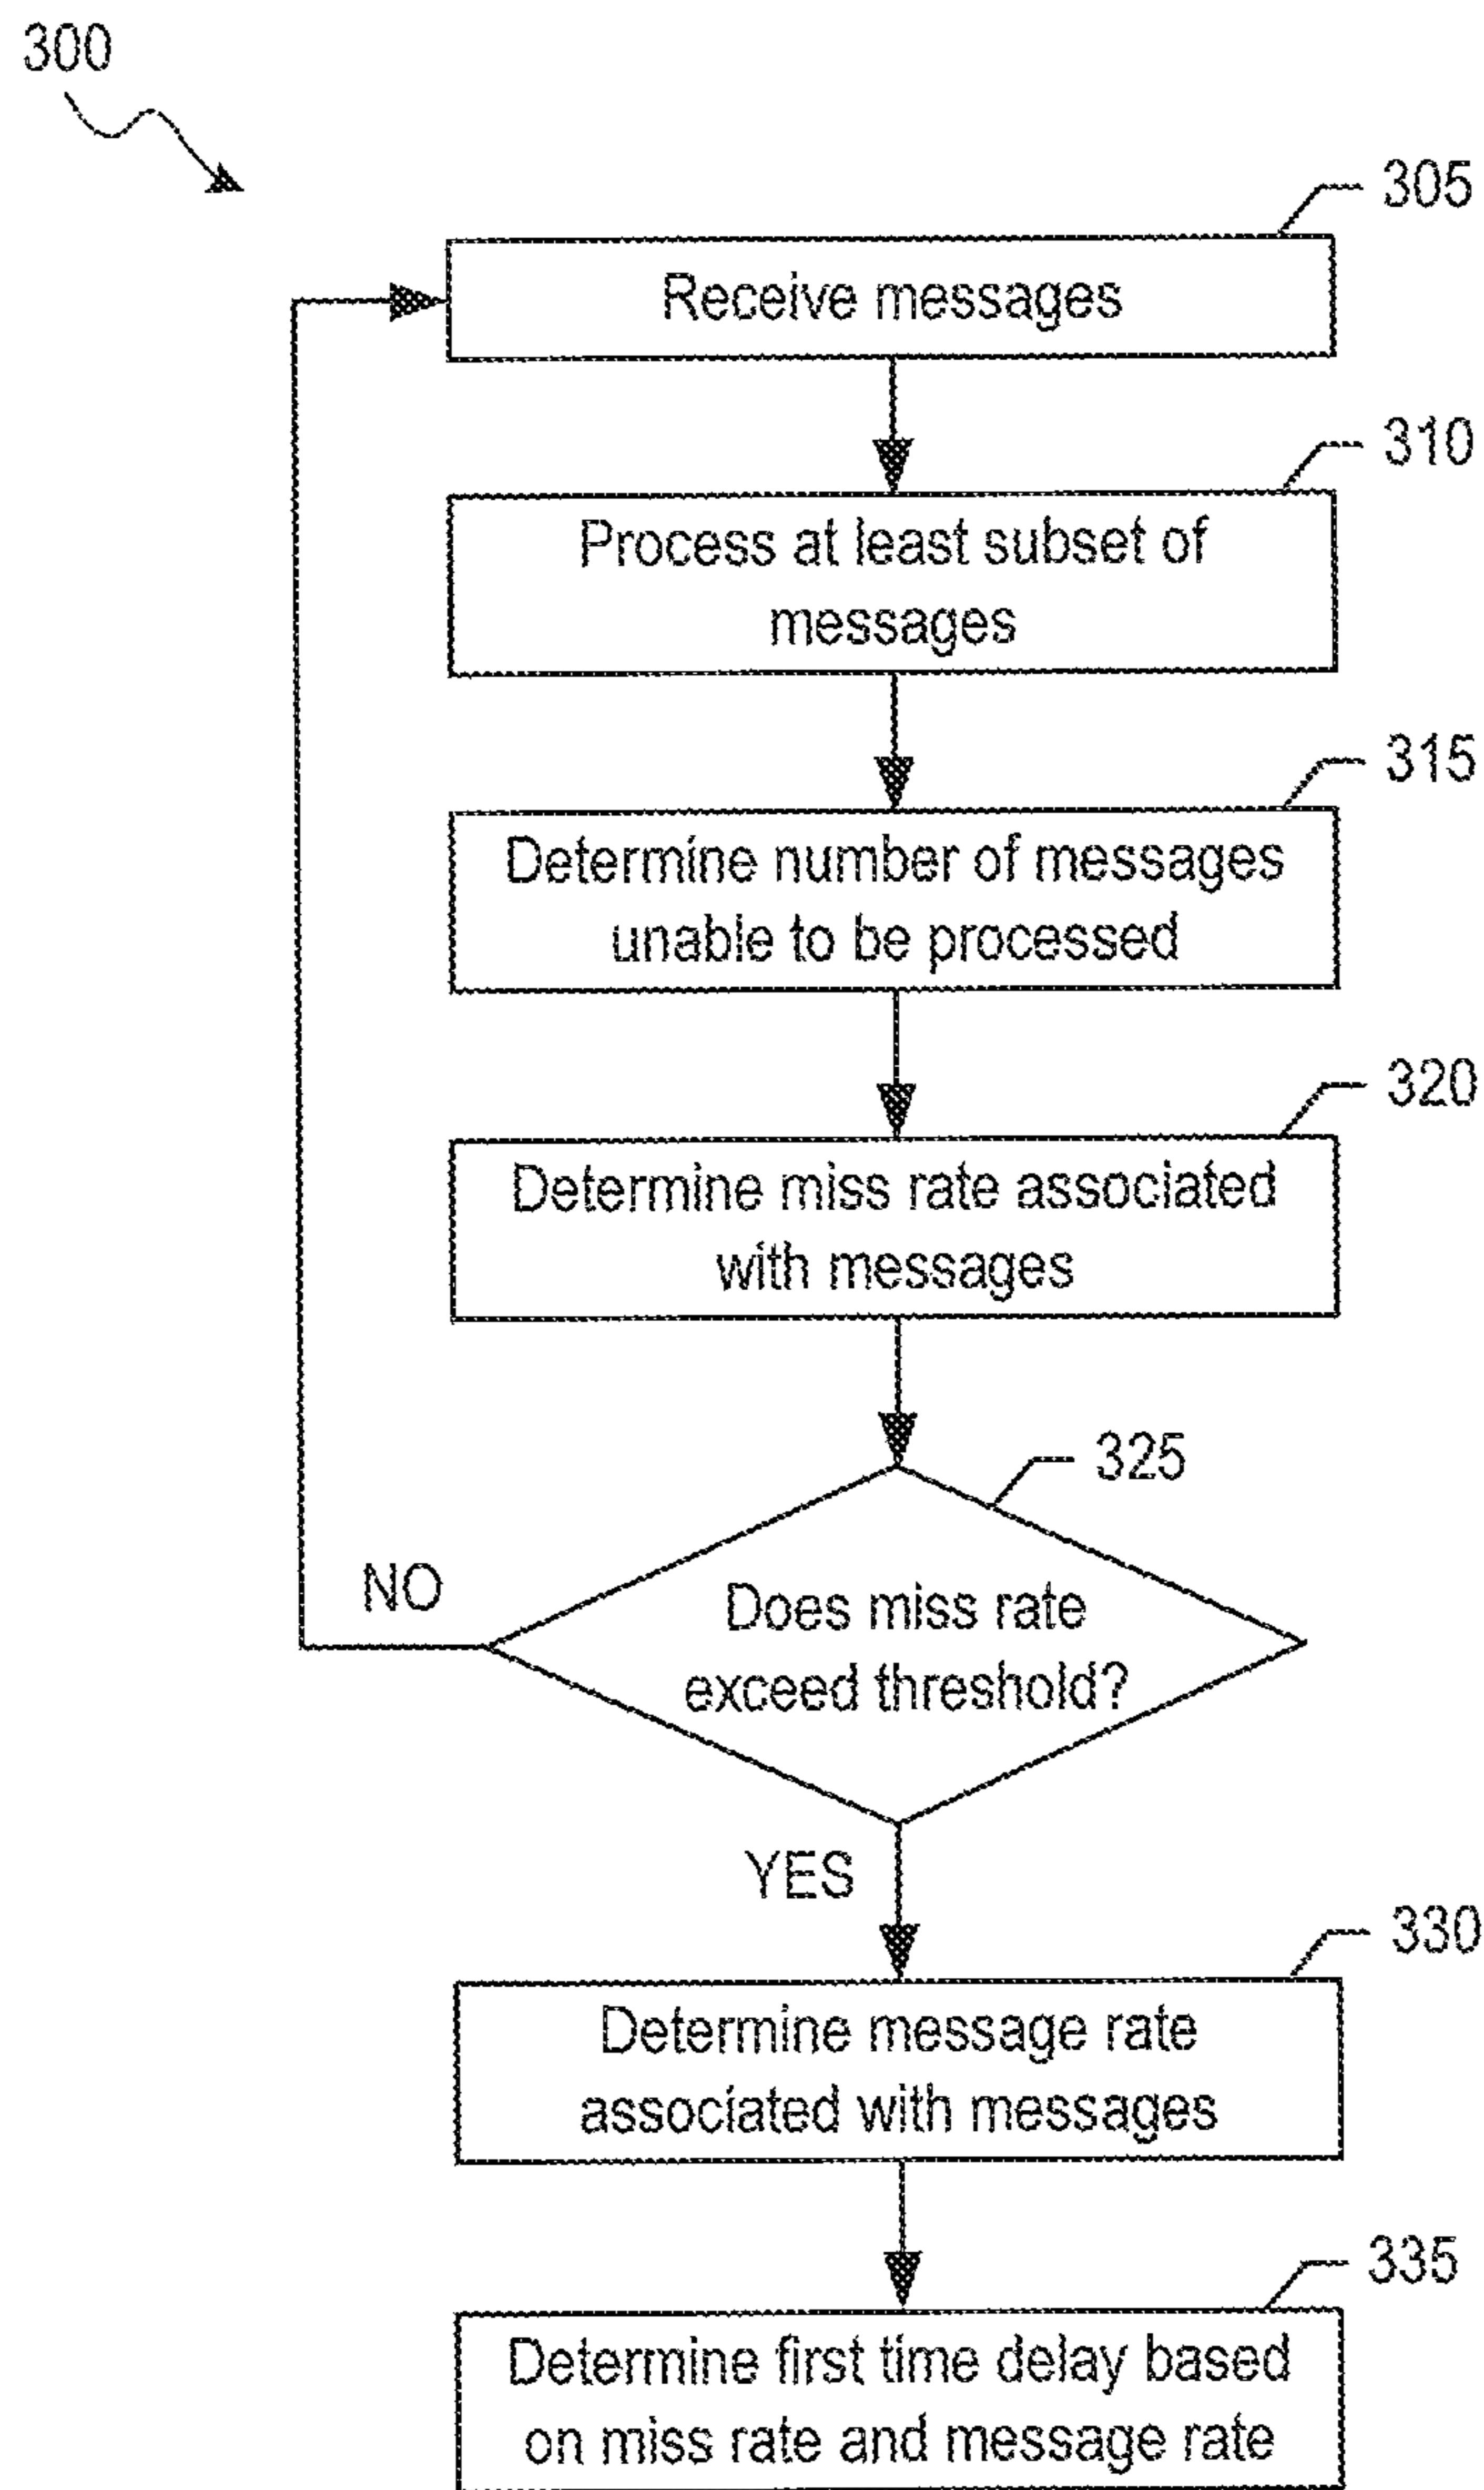 300
305
Receive messages
310
Process at least subset of
messages
315
Determine number of messages
unable to be processed
320
Determine miss rate associated
with messages
325
Does miss rate
exceed threshold?
NO
YES
330
Determine message rate
associated with messages
335
Determine first time delay based
on miss rate and message rate